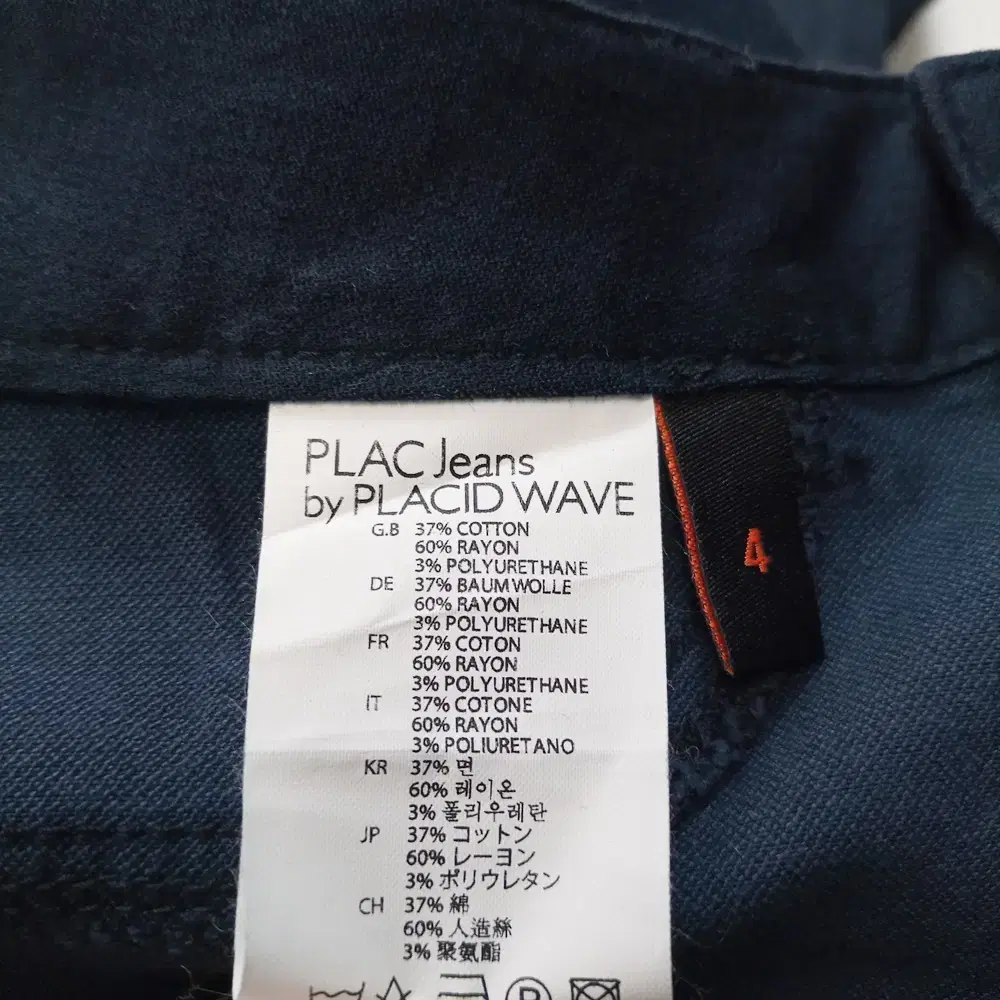 PLAC Jeans
by PLACID WAVE
G.B 37% COTTON
60% RAYON
3% POLYURETHANE
DE 37% BAUMWOLLE
60% RAYON
3% POLYURETHANE
FR 37% COTON
60% RAYON
3% POLYURETHANE
IT 37% COTONE
60% RAYON
3% POLIURETANO
KR 37% 면
60% 레이온
3% 폴리우레탄
JP 37% コットン
60% レーヨン
3% ポリウレタン
CH 37% 綿
60% 人造絲
3% 聚氨酯
P
4